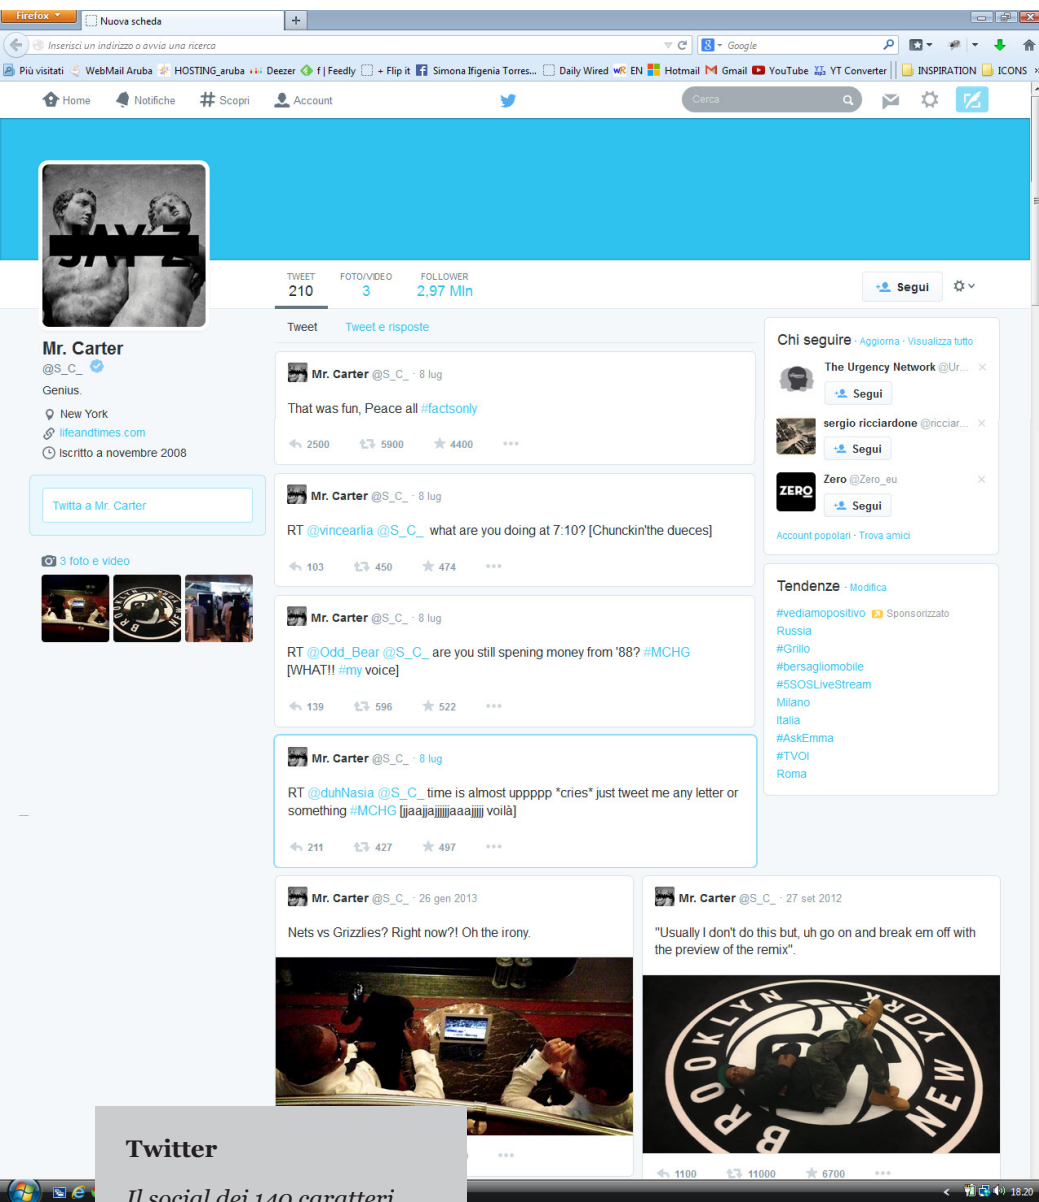 Firefox
Nuova scheda
+
Inserisci un indirizzo o avvia una ricerca
Google
Più visitati WebMail Aruba HOSTING_aruba Deezer f | Feedly + Flip it Simona Ifigenia Torres... Daily Wired EN Hotmail Gmail YouTube YT Converter INSPIRATION ICONS »
Home Notifiche Scopri Account
Cerca
JAY Z
TWEET FOTO/VIDEO FOLLOWER
210 3 2,97 Mln
Segui
Tweet Tweet e risposte
Mr. Carter
@S_C_
Genius.
New York
lifeandtimes.com
Iscritto a novembre 2008
Twitta a Mr. Carter
3 foto e video
Mr. Carter @S_C_ · 8 lug
That was fun, Peace all #factsonly
2500 5900 4400
Mr. Carter @S_C_ · 8 lug
RT @vincearlia @S_C_ what are you doing at 7:10? [Chunckin'the dueces]
103 450 474
Mr. Carter @S_C_ · 8 lug
RT @Odd_Bear @S_C_ are you still spening money from '88? #MCHG
[WHAT!! #my voice]
139 596 522
Mr. Carter @S_C_ · 8 lug
RT @duhNasia @S_C_ time is almost uppppp *cries* just tweet me any letter or
something #MCHG [jjaajjajjjjjjaaajjjjj voilà]
211 427 497
Chi seguire · Aggiorna · Visualizza tutto
The Urgency Network @Ur...
Segui
sergio ricciardone @ricciar...
Segui
ZERO
Zero @Zero_eu
Segui
Account popolari · Trova amici
Tendenze · Modifica
#vediamopositivo Sponsorizzato
Russia
#Grillo
#bersagliomobile
#5SOSLiveStream
Milano
Italia
#AskEmma
#TVOI
Roma
Mr. Carter @S_C_ · 26 gen 2013
Nets vs Grizzlies? Right now?! Oh the irony.
Mr. Carter @S_C_ · 27 set 2012
"Usually I don't do this but, uh go on and break em off with
the preview of the remix".
BROOKLYN
NEW YORK
B
1100 11000 6700
Twitter
Il social dei 140 caratteri
18.20